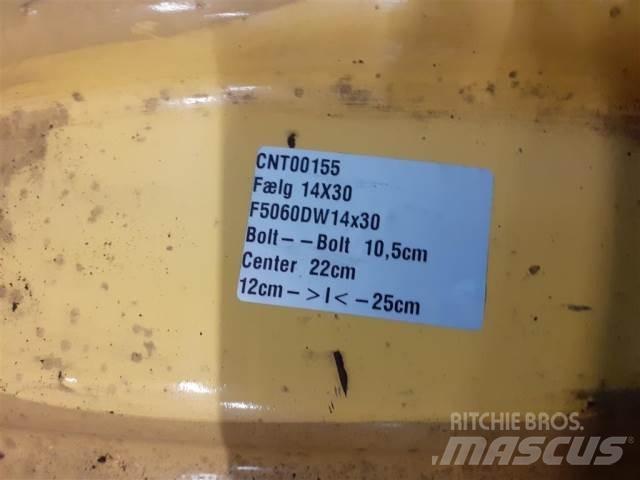 CNT00155
Fælg 14X30
F5060DW14x30
Bolt--Bolt 10,5cm
Center 22cm
12cm->I<-25cm
RITCHIE BROS.
MASCUS